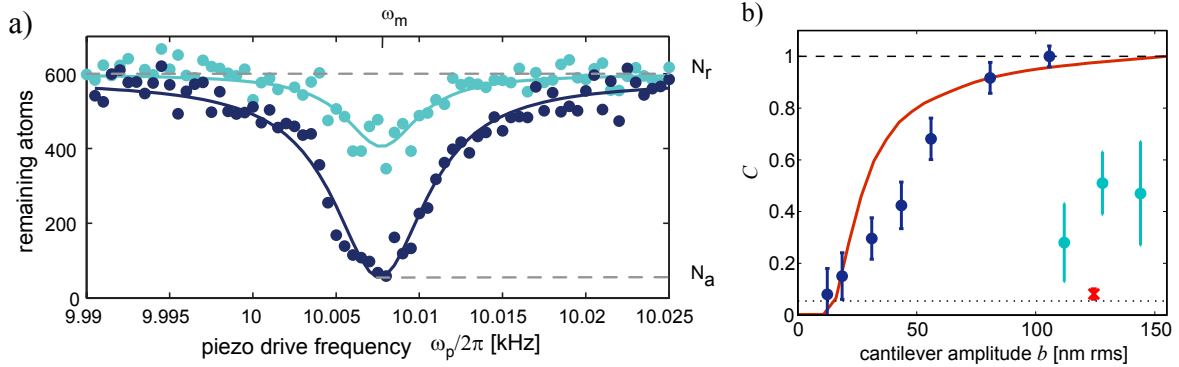 a)
ω_m
600
400
200
0
remaining atoms
N_r
N_a
9.99 9.995 10 10.005 10.01 10.015 10.02 10.025
piezo drive frequency ω_p/2π [kHz]
b)
1
0.8
0.6
0.4
0.2
0
C
0 50 100 150
cantilever amplitude b [nm rms]